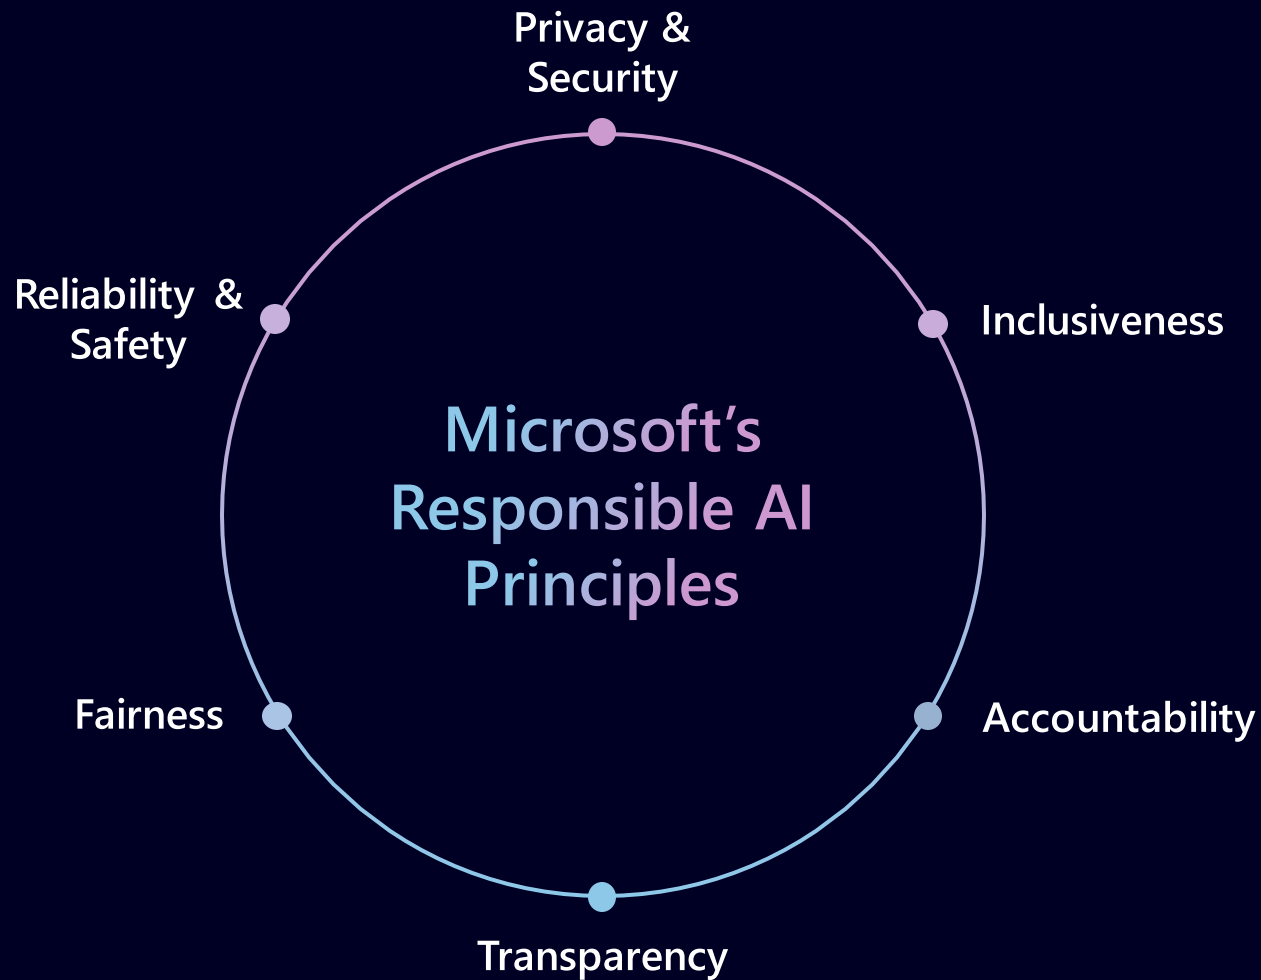 Privacy &
Security
Reliability &
Safety
Inclusiveness
Microsoft’s
Responsible AI
Principles
Fairness
Accountability
Transparency